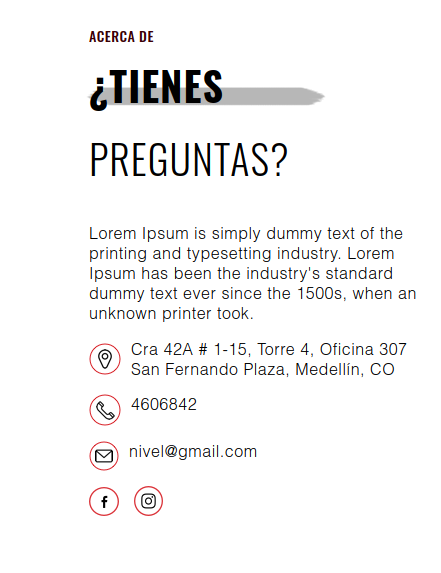 ACERCA DE
¿TIENES
PREGUNTAS?
Lorem Ipsum is simply dummy text of the
printing and typesetting industry. Lorem
Ipsum has been the industry's standard
dummy text ever since the 1500s, when an
unknown printer took.
Cra 42A # 1-15, Torre 4, Oficina 307
San Fernando Plaza, Medellín, CO
4606842
nivel@gmail.com